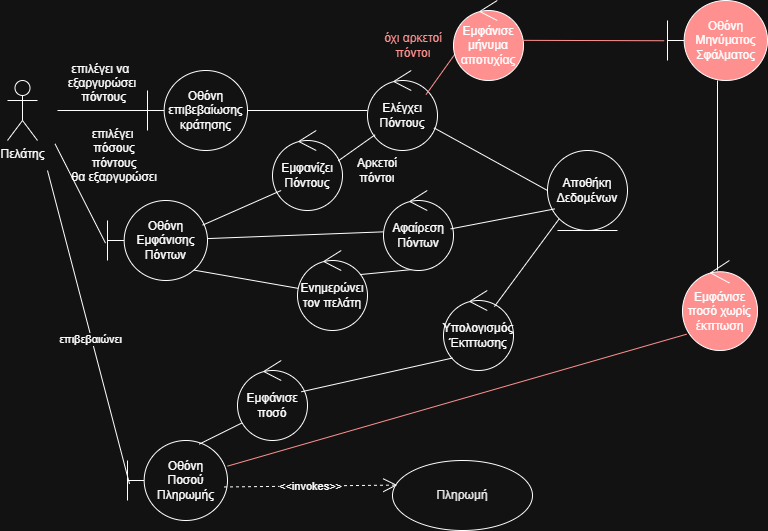 όχι αρκετοί
πόντοι
Εμφάνισε
μήνυμα
αποτυχίας
Οθόνη
Μηνύματος
Σφάλματος
επιλέγει να
εξαργυρώσει
πόντους
Οθόνη
επιβεβαίωσης
κράτησης
Ελέγχει
Πόντους
Πελάτης
επιλέγει
πόσους
πόντους
θα εξαργυρώσει
Εμφανίζει
Πόντους
Αρκετοί
πόντοι
Αποθήκη
Δεδομένων
Οθόνη
Εμφάνισης
Πόντων
Αφαίρεση
Πόντων
Ενημερώνει
τον πελάτη
Εμφάνισε
ποσό χωρίς
έκπτωση
Υπολογισμός
Έκπτωσης
επιβεβαιώνει
Εμφάνισε
ποσό
Οθόνη
Ποσού
Πληρωμής
<<invokes>>
Πληρωμή